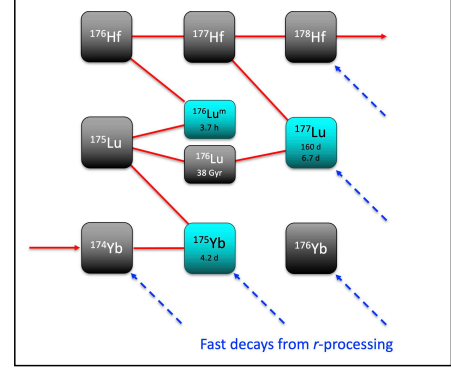 ¹⁷⁶Hf ¹⁷⁷Hf ¹⁷⁸Hf
¹⁷⁶Luᵐ
3.7 h
¹⁷⁷Lu
160 d
6.7 d
¹⁷⁵Lu
¹⁷⁶Lu
38 Gyr
¹⁷⁴Yb
¹⁷⁵Yb
4.2 d
¹⁷⁶Yb
Fast decays from r-processing